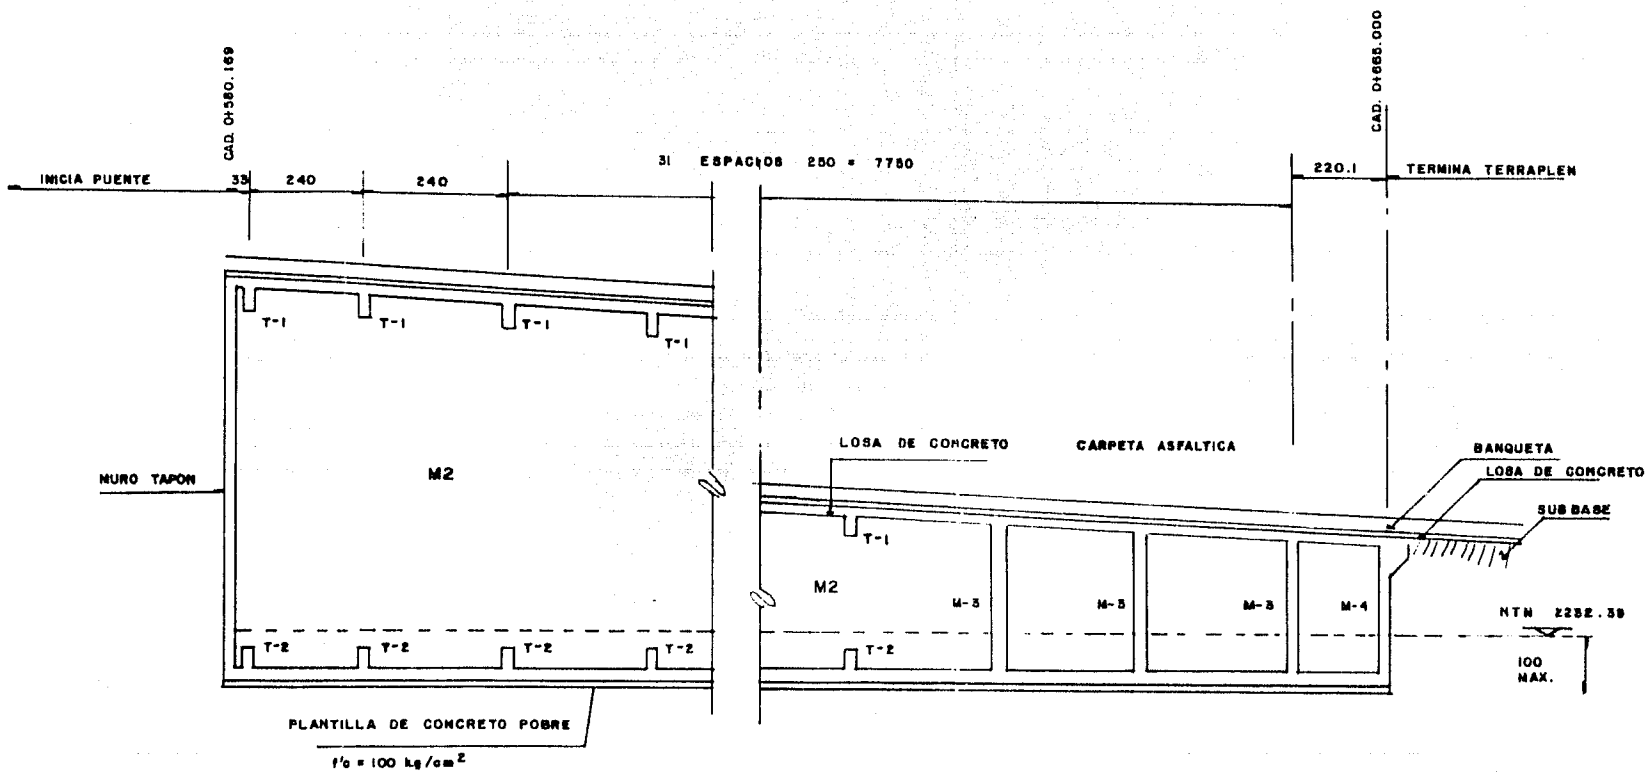 CAD. 0+580.169
CAD. 0+665.000
31 ESPACIOS 250 = 7750
INICIA PUENTE
33
240
240
220.1
TERMINA TERRAPLEN
T-1
T-1
T-1
T-1
LOSA DE CONCRETO
CARPETA ASFALTICA
BANQUETA
LOSA DE CONCRETO
MURO TAPON
M2
SUB BASE
T-1
M2
M-3
M-3
M-3
M-4
NTN 2232.39
T-2
T-2
T-2
T-2
T-2
100
MAX.
PLANTILLA DE CONCRETO POBRE
f'c = 100 kg/cm²